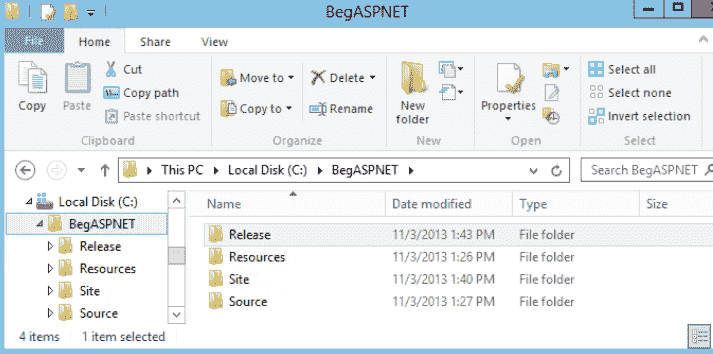 BegASPNET
File Home Share View
Copy Paste Cut Copy path Paste shortcut Clipboard
Move to Copy to Delete Rename Organize
New folder New
Properties Open
Select all Select none Invert selection Select
This PC Local Disk (C:) BegASPNET Search BegASPNET
Local Disk (C:)
BegASPNET
Release
Resources
Site
Source
Name Date modified Type Size
Release 11/3/2013 1:43 PM File folder
Resources 11/3/2013 1:26 PM File folder
Site 11/3/2013 1:40 PM File folder
Source 11/3/2013 1:27 PM File folder
4 items 1 item selected